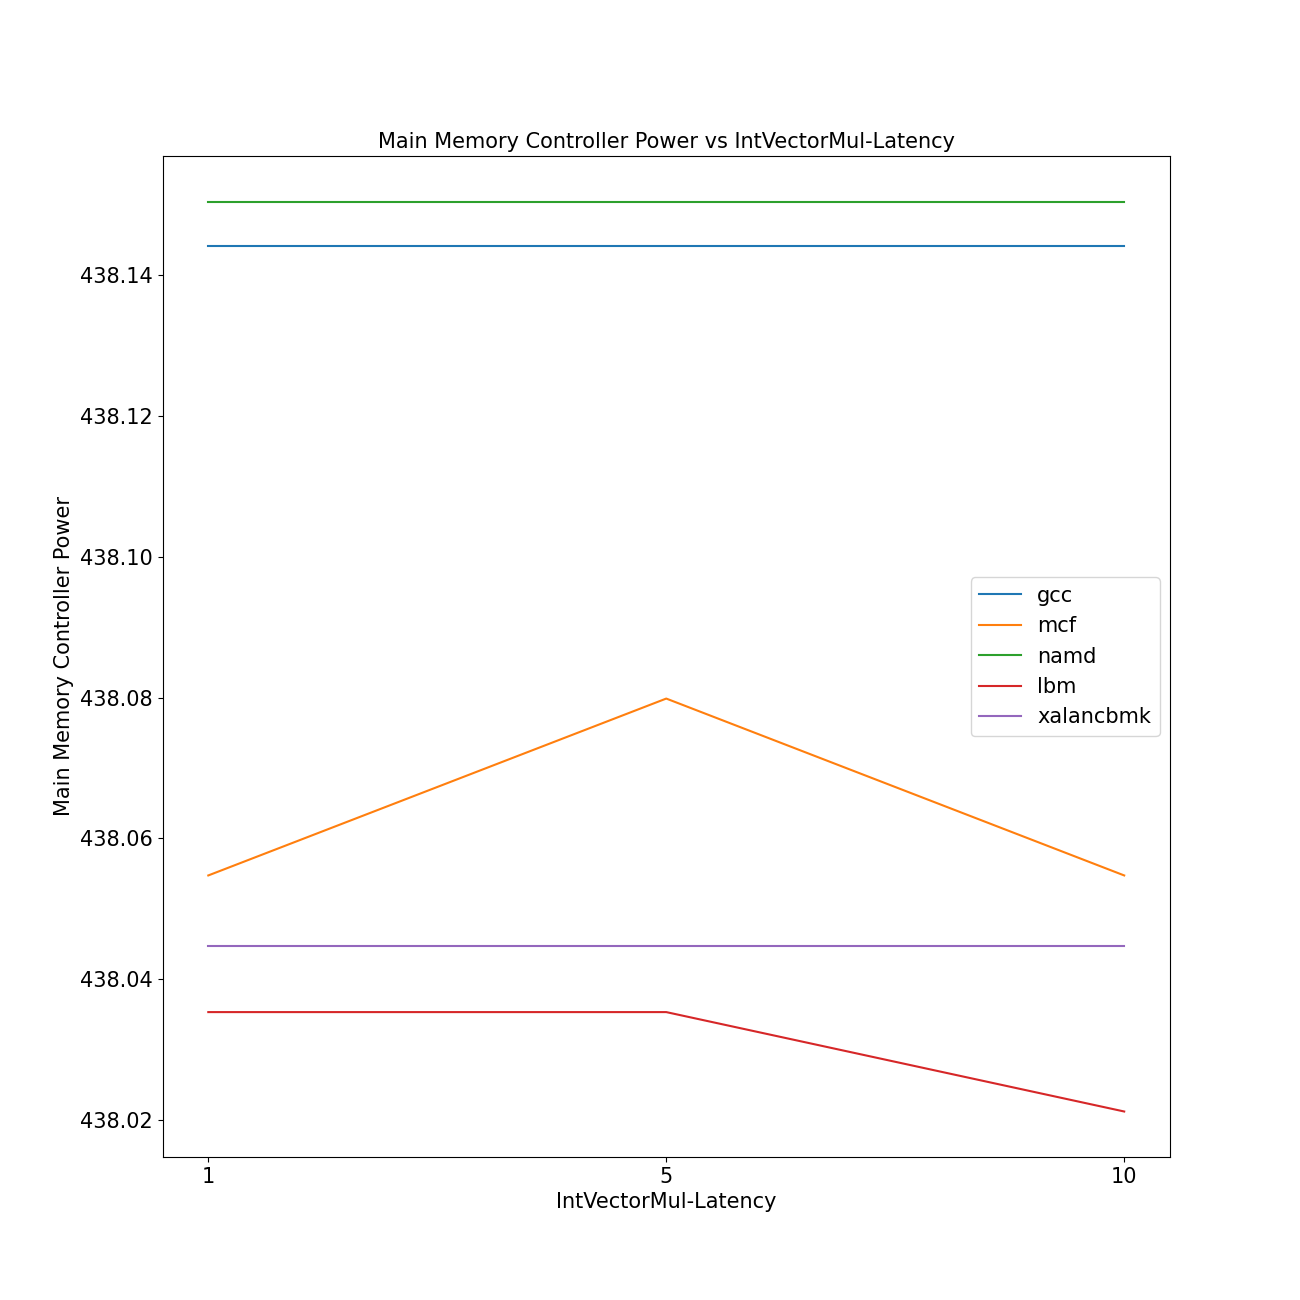 Main Memory Controller Power vs IntVectorMul-Latency
Main Memory Controller Power
438.14
438.12
438.10
438.08
438.06
438.04
438.02
gcc
mcf
namd
lbm
xalancbmk
1 5 10
IntVectorMul-Latency